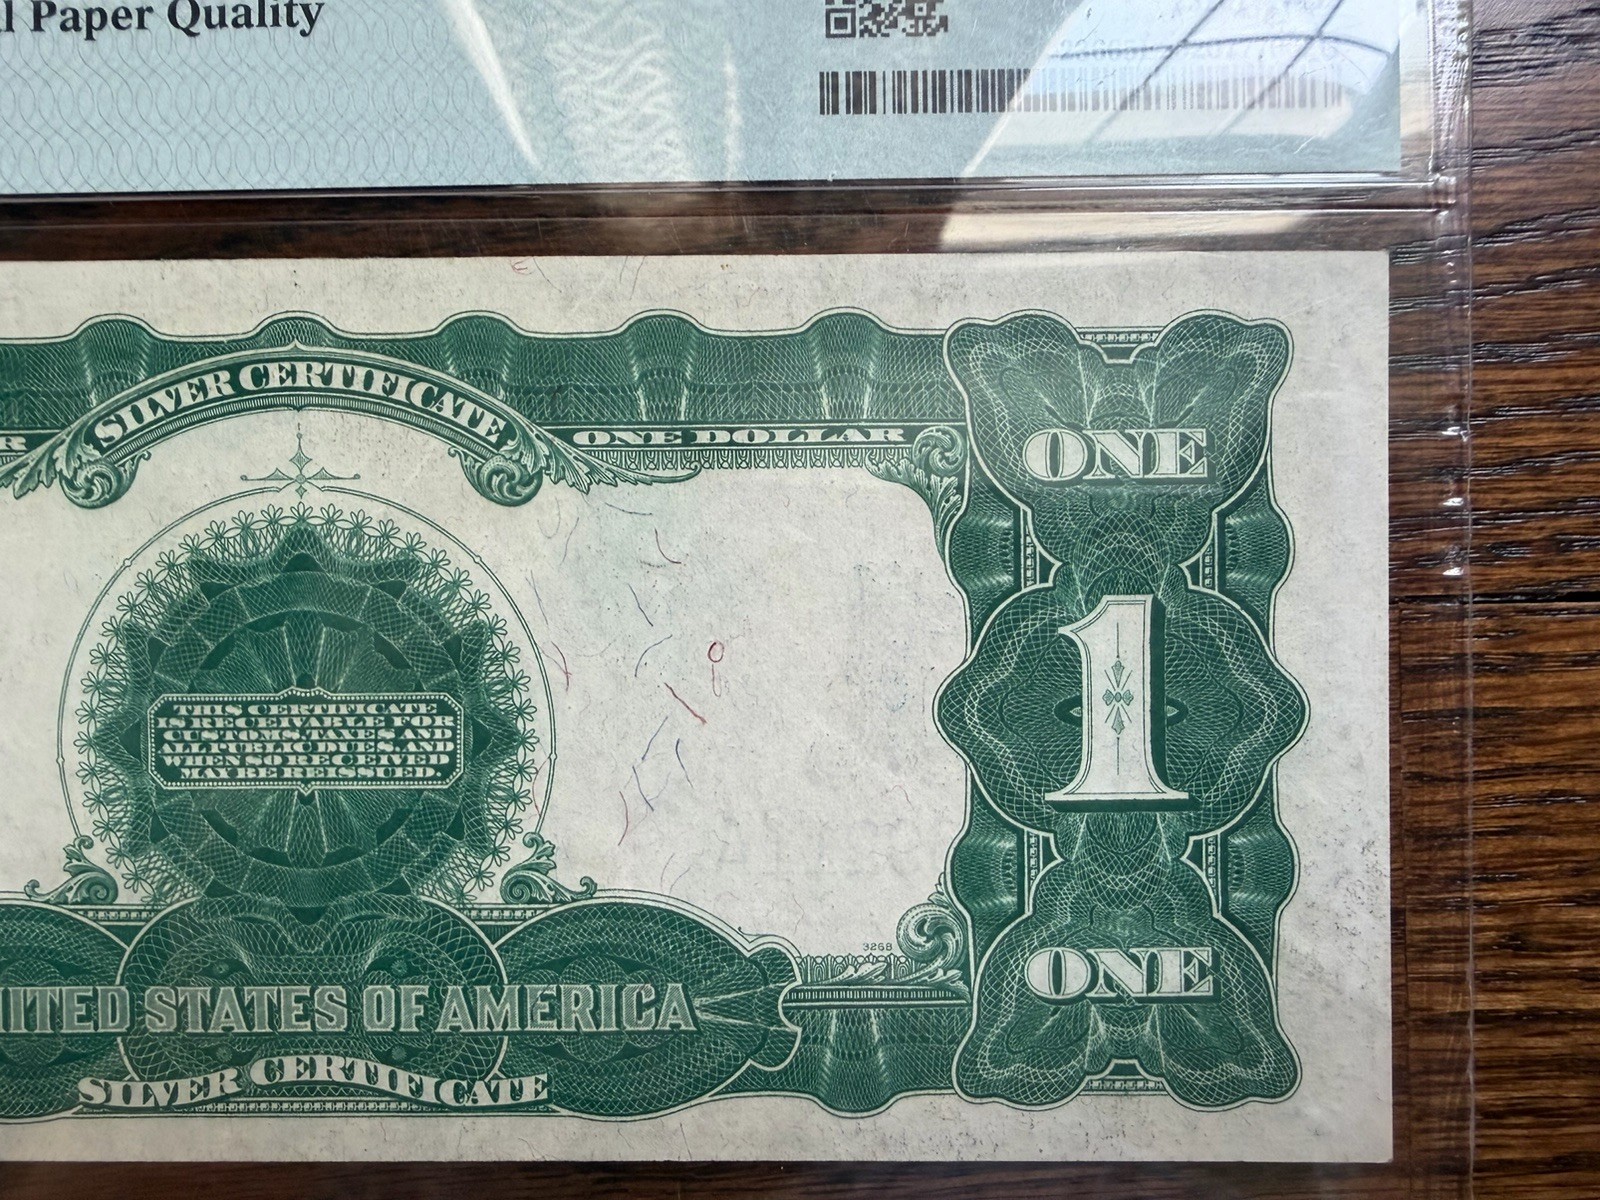 l Paper Quality
SILVER CERTIFICATE
R
ONE DOLLAR
ONE
THIS CERTIFICATE
IS RECEIVABLE FOR
CUSTOMS, TAXES AND
ALL PUBLIC DUES, AND
WHEN SO RECEIVED
MAY BE REISSUED.
1
3268
ONE
NITED STATES OF AMERICA
SILVER CERTIFICATE